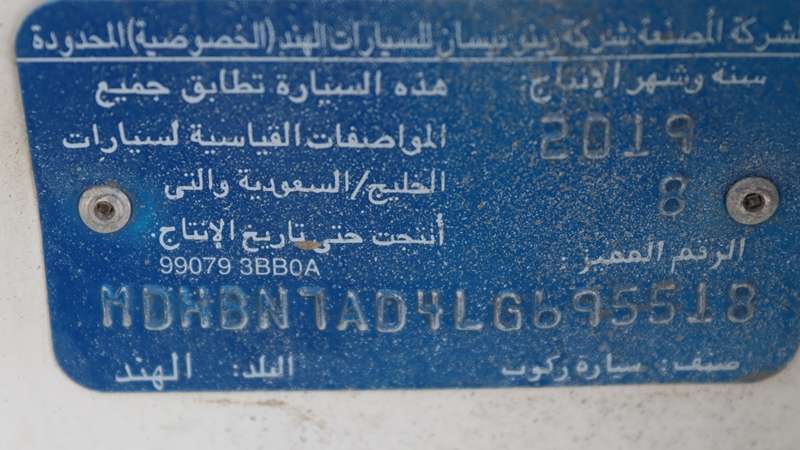 الشركة المصنعة: شركة رينو نيسان للسيارات الهند (الخصوصية) المحدودة
سنة وشهر الإنتاج:
2019
8
هذه السيارة تطابق جميع
المواصفات القياسية لسيارات
الخليج/السعودية والتى
أنتجت حتى تاريخ الإنتاج.
99079 3BB0A
الرقم المميز:
MDHBN7AD4LG695518
صنف: سيارة ركوب
البلد: الهند